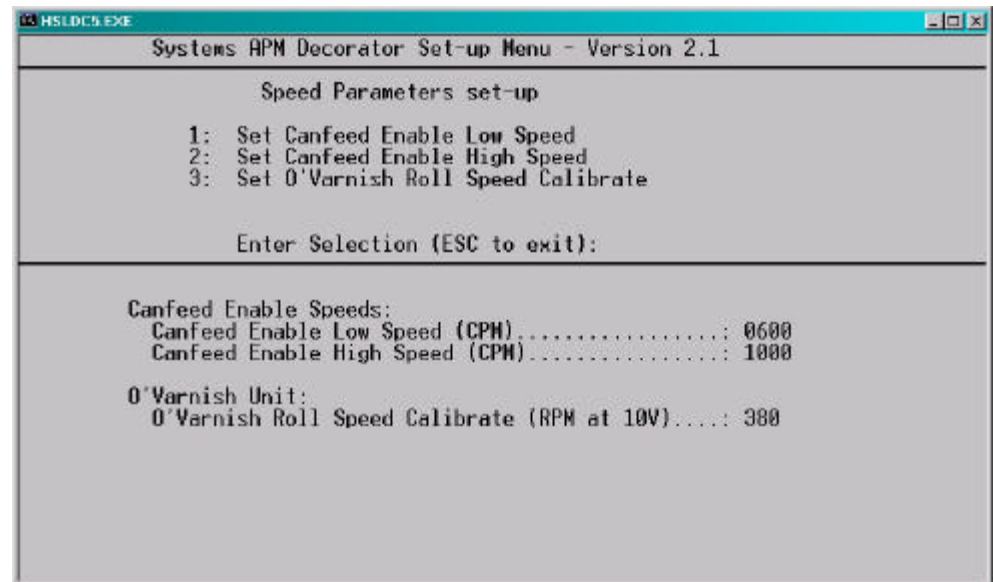 HSLDC5.EXE
Systems APM Decorator Set-up Menu - Version 2.1
Speed Parameters set-up
1: Set Canfeed Enable Low Speed
2: Set Canfeed Enable High Speed
3: Set O'Varnish Roll Speed Calibrate
Enter Selection (ESC to exit):
Canfeed Enable Speeds:
Canfeed Enable Low Speed (CPM).................: 0600
Canfeed Enable High Speed (CPM)................: 1000
O'Varnish Unit:
O'Varnish Roll Speed Calibrate (RPM at 10V)....: 380